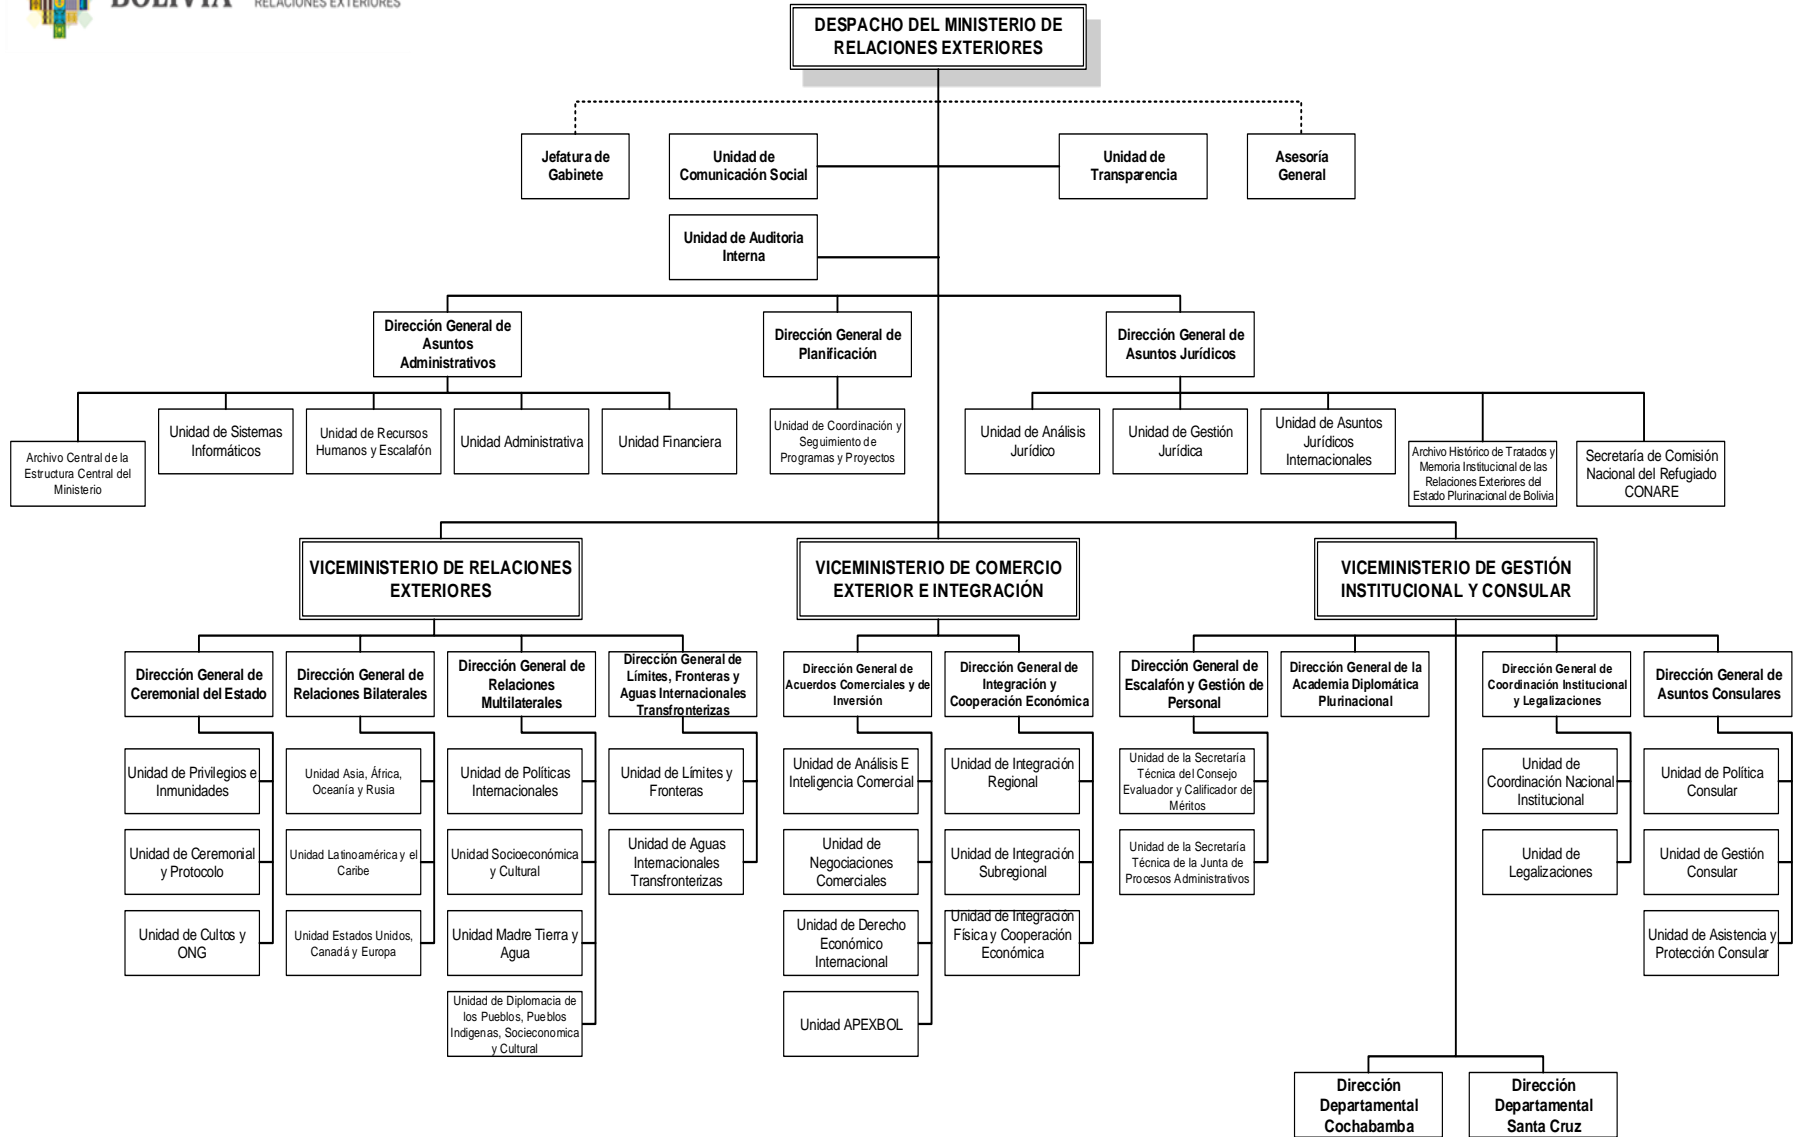 BOLIVIA
RELACIONES EXTERIORES
DESPACHO DEL MINISTERIO DE
RELACIONES EXTERIORES
Jefatura de
Gabinete
Unidad de
Comunicación Social
Unidad de
Transparencia
Asesoría
General
Unidad de Auditoria
Interna
Dirección General de
Asuntos
Administrativos
Dirección General de
Planificación
Dirección General de
Asuntos Jurídicos
Archivo Central de la
Estructura Central del
Ministerio
Unidad de Sistemas
Informáticos
Unidad de Recursos
Humanos y Escalafón
Unidad Administrativa
Unidad Financiera
Unidad de Coordinación y
Seguimiento de
Programas y Proyectos
Unidad de Análisis
Jurídico
Unidad de Gestión
Jurídica
Unidad de Asuntos
Jurídicos
Internacionales
Archivo Histórico de Tratados y
Memoria Institucional de las
Relaciones Exteriores del
Estado Plurinacional de Bolivia
Secretaría de Comisión
Nacional del Refugiado
CONARE
VICEMINISTERIO DE RELACIONES
EXTERIORES
VICEMINISTERIO DE COMERCIO
EXTERIOR E INTEGRACIÓN
VICEMINISTERIO DE GESTIÓN
INSTITUCIONAL Y CONSULAR
Dirección General de
Ceremonial del Estado
Dirección General de
Relaciones Bilaterales
Dirección General de
Relaciones
Multilaterales
Dirección General de
Límites, Fronteras y
Aguas Internacionales
Transfronterizas
Dirección General de
Acuerdos Comerciales y de
Inversión
Dirección General de
Integración y
Cooperación Económica
Dirección General de
Escalafón y Gestión de
Personal
Dirección General de la
Academia Diplomática
Plurinacional
Dirección General de
Coordinación Institucional
y Legalizaciones
Dirección General de
Asuntos Consulares
Unidad de Privilegios e
Inmunidades
Unidad Asia, África,
Oceanía y Rusia
Unidad de Políticas
Internacionales
Unidad de Límites y
Fronteras
Unidad de Análisis E
Inteligencia Comercial
Unidad de Integración
Regional
Unidad de la Secretaría
Técnica del Consejo
Evaluador y Calificador de
Méritos
Unidad de
Coordinación Nacional
Institucional
Unidad de Política
Consular
Unidad de Ceremonial
y Protocolo
Unidad Latinoamérica y el
Caribe
Unidad Socioeconómica
y Cultural
Unidad de Aguas
Internacionales
Transfronterizas
Unidad de
Negociaciones
Comerciales
Unidad de Integración
Subregional
Unidad de la Secretaría
Técnica de la Junta de
Procesos Administrativos
Unidad de
Legalizaciones
Unidad de Gestión
Consular
Unidad de Cultos y
ONG
Unidad Estados Unidos,
Canadá y Europa
Unidad Madre Tierra y
Agua
Unidad de Derecho
Económico
Internacional
Unidad de Integración
Física y Cooperación
Económica
Unidad de Asistencia y
Protección Consular
Unidad de Diplomacia de
los Pueblos, Pueblos
Indigenas, Socieconomica
y Cultural
Unidad APEXBOL
Dirección
Departamental
Cochabamba
Dirección
Departamental
Santa Cruz